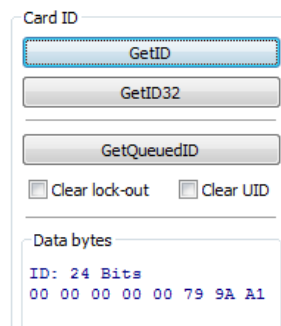 Card ID
GetID
GetID32
GetQueuedID
Clear lock-out Clear UID
Data bytes
ID: 24 Bits
00 00 00 00 00 79 9A A1